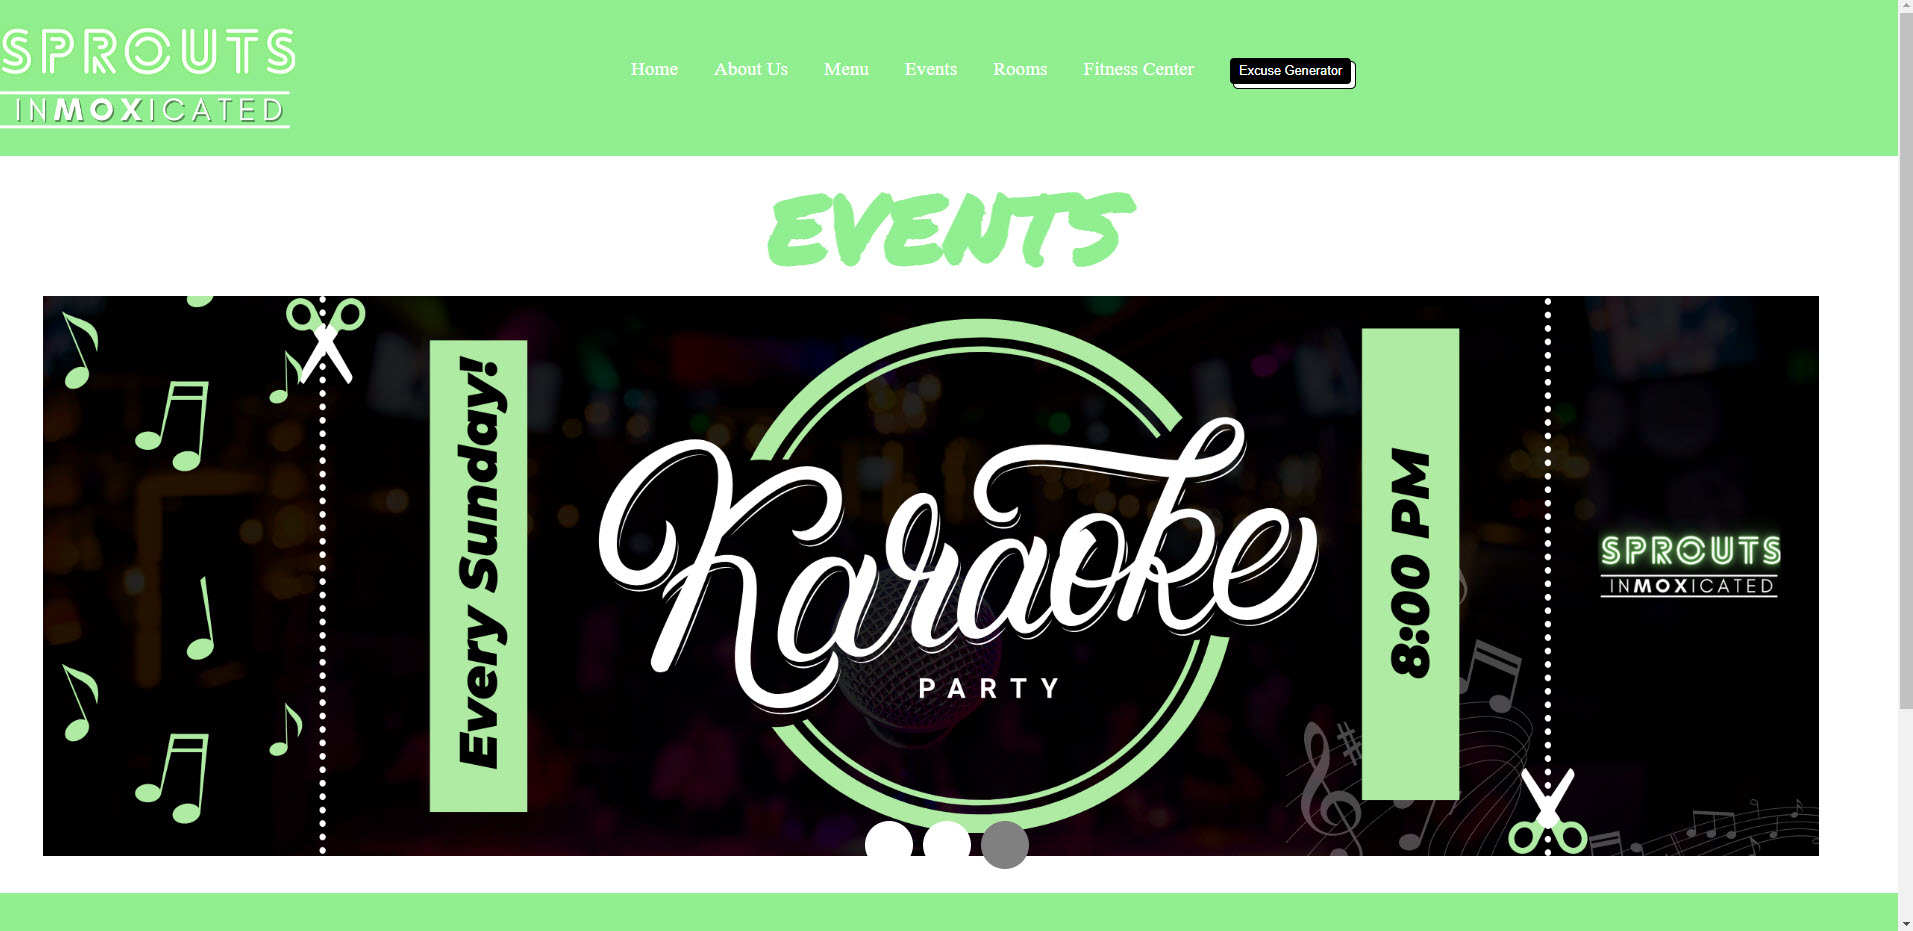 SPROUTS
INMOXICATED
Home
About Us
Menu
Events
Rooms
Fitness Center
Excuse Generator
EVENTS
Every Sunday!
Karaoke
PARTY
8:00 PM
SPROUTS
INMOXICATED